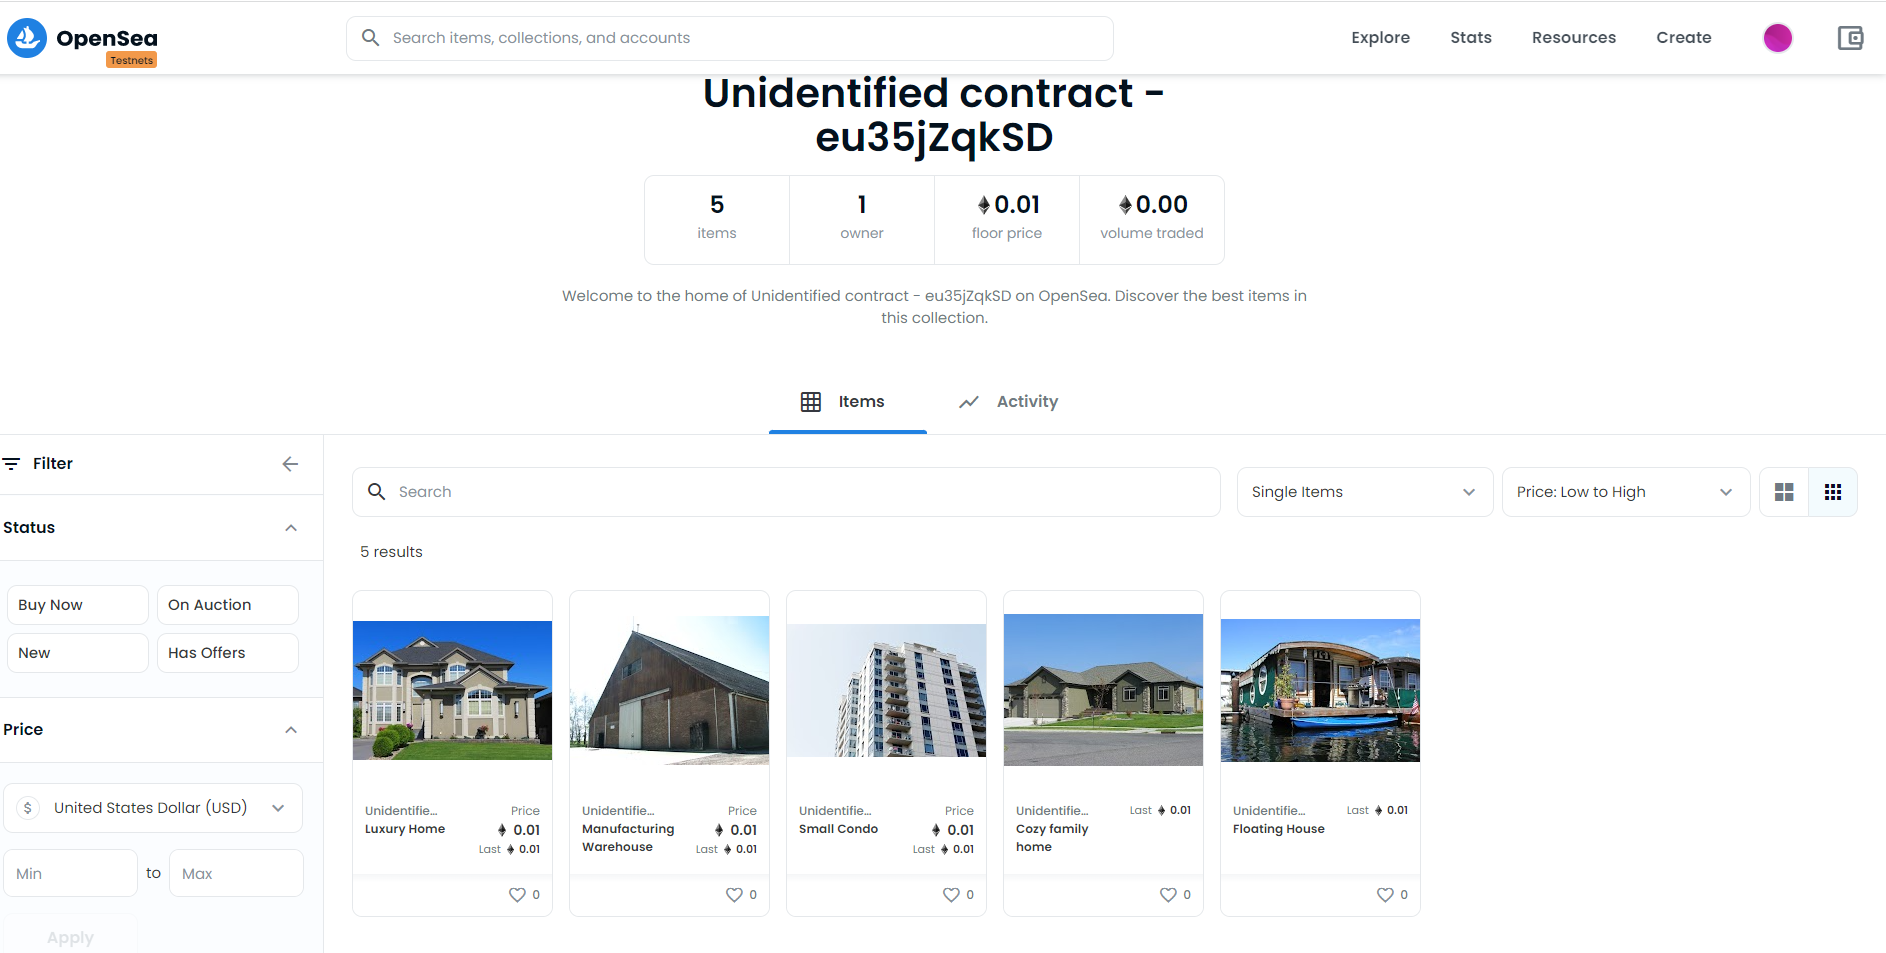 OpenSea
Testnets
Search items, collections, and accounts
Explore
Stats
Resources
Create
Unidentified contract -
eu35jZqkSD
5
items
1
owner
0.01
floor price
0.00
volume traded
Welcome to the home of Unidentified contract - eu35jZqkSD on OpenSea. Discover the best items in
this collection.
Items
Activity
Filter
Status
Buy Now
On Auction
New
Has Offers
Price
$ United States Dollar (USD)
Min
to
Max
Apply
Search
Single Items
Price: Low to High
5 results
Unidentifie...
Price
Luxury Home
0.01
Last 0.01
0
Unidentifie...
Price
Manufacturing
Warehouse
0.01
Last 0.01
0
Unidentifie...
Price
Small Condo
0.01
Last 0.01
0
Unidentifie...
Last 0.01
Cozy family
home
0
Unidentifie...
Last 0.01
Floating House
0